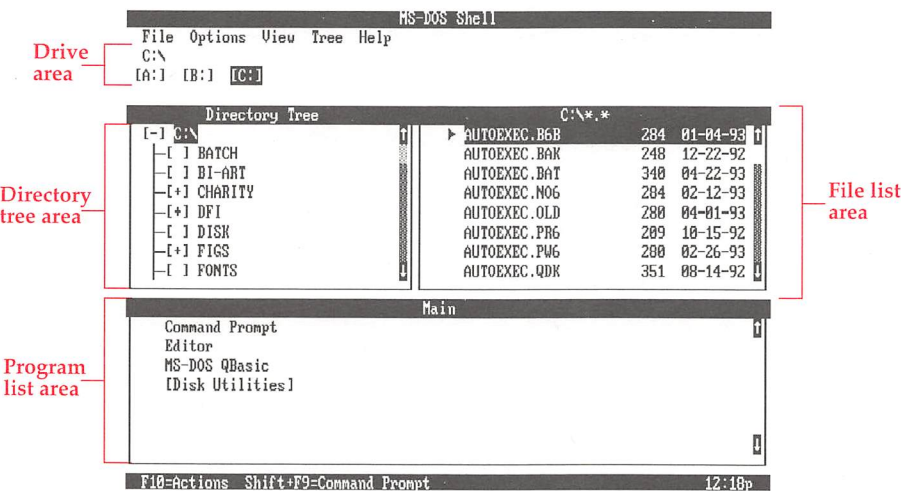 MS-DOS Shell
File Options View Tree Help
C:\
[A:] [B:] [C:]
Drive
area
Directory Tree
[-] C:\
[ ] BATCH
[ ] BI-ART
[+] CHARITY
[+] DFI
[ ] DISK
[+] FIGS
[ ] FONTS
Directory
tree area
C:\*.*
AUTOEXEC.B6B 284 01-04-93
AUTOEXEC.BAK 248 12-22-92
AUTOEXEC.BAT 340 04-22-93
AUTOEXEC.NO6 284 02-12-93
AUTOEXEC.OLD 280 04-01-93
AUTOEXEC.PR6 209 10-15-92
AUTOEXEC.PW6 280 02-26-93
AUTOEXEC.QDK 351 08-14-92
File list
area
Main
Command Prompt
Editor
MS-DOS QBasic
[Disk Utilities]
Program
list area
F10=Actions Shift+F9=Command Prompt 12:18p